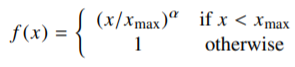 f(x) = { (x/x_max)^α if x < x_max
1 otherwise